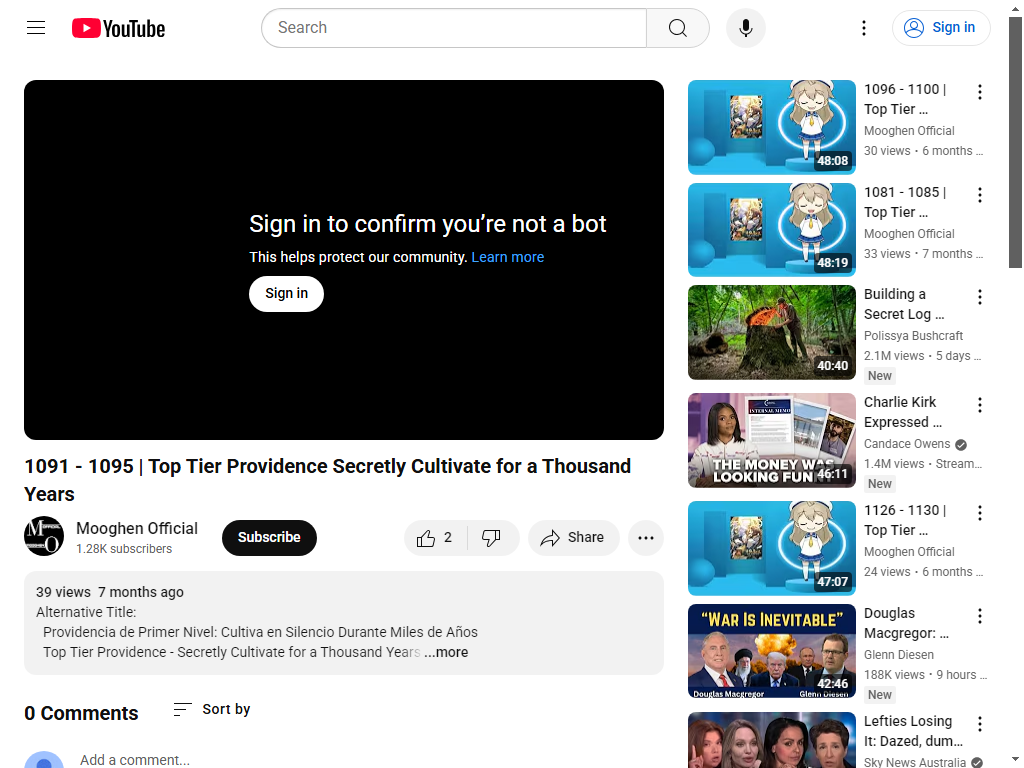 YouTube
Search
Sign in
Sign in to confirm you’re not a bot
This helps protect our community. Learn more
Sign in
1091 - 1095 | Top Tier Providence Secretly Cultivate for a Thousand
Years
Mooghen Official
1.28K subscribers
Subscribe
2
Share
39 views 7 months ago
Alternative Title:
Providencia de Primer Nivel: Cultiva en Silencio Durante Miles de Años
Top Tier Providence - Secretly Cultivate for a Thousand Years ...more
0 Comments
Sort by
Add a comment...
48:08
1096 - 1100 |
Top Tier ...
Mooghen Official
30 views • 6 months ...
48:19
1081 - 1085 |
Top Tier ...
Mooghen Official
33 views • 7 months ...
40:40
Building a
Secret Log ...
Polissya Bushcraft
2.1M views • 5 days ...
New
INTERNAL MEMO
THE MONEY WAS
LOOKING FUN
46:11
Charlie Kirk
Expressed ...
Candace Owens
1.4M views • Stream...
New
47:07
1126 - 1130 |
Top Tier ...
Mooghen Official
24 views • 6 months ...
“WAR IS INEVITABLE”
Douglas Macgregor
Glenn Diesen
42:46
Douglas
Macgregor: ...
Glenn Diesen
188K views • 9 hours ...
New
Lefties Losing
It: Dazed, dum...
Sky News Australia